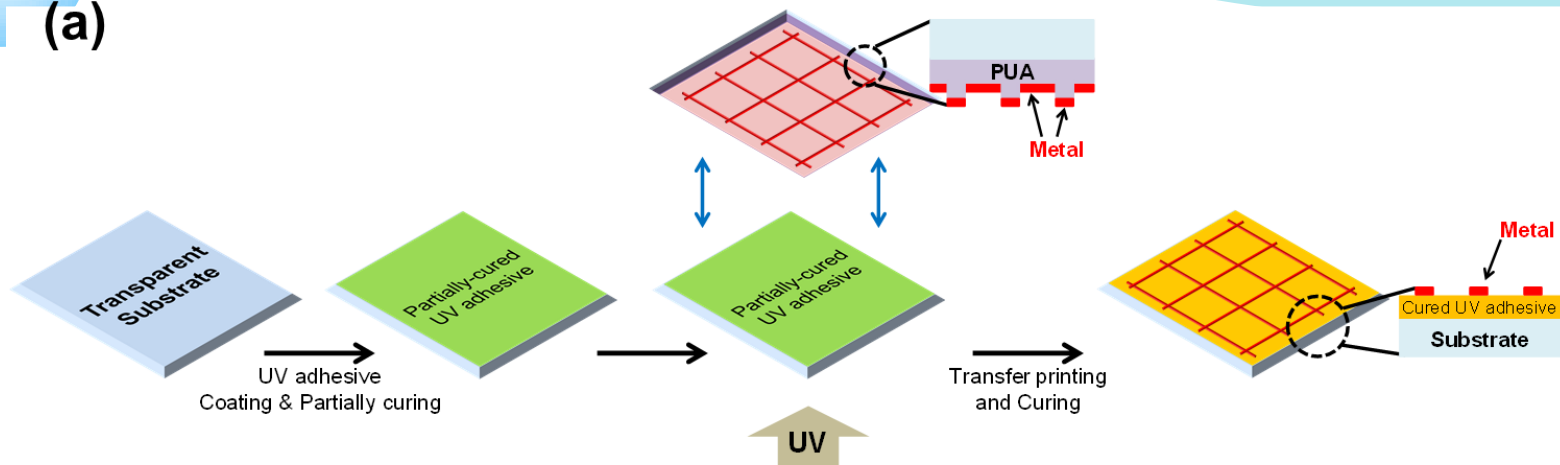 (a)
PUA
Metal
Transparent
Substrate
Partially-cured
UV adhesive
Partially-cured
UV adhesive
Metal
Cured UV adhesive
Substrate
UV adhesive
Coating & Partially curing
Transfer printing
and Curing
UV